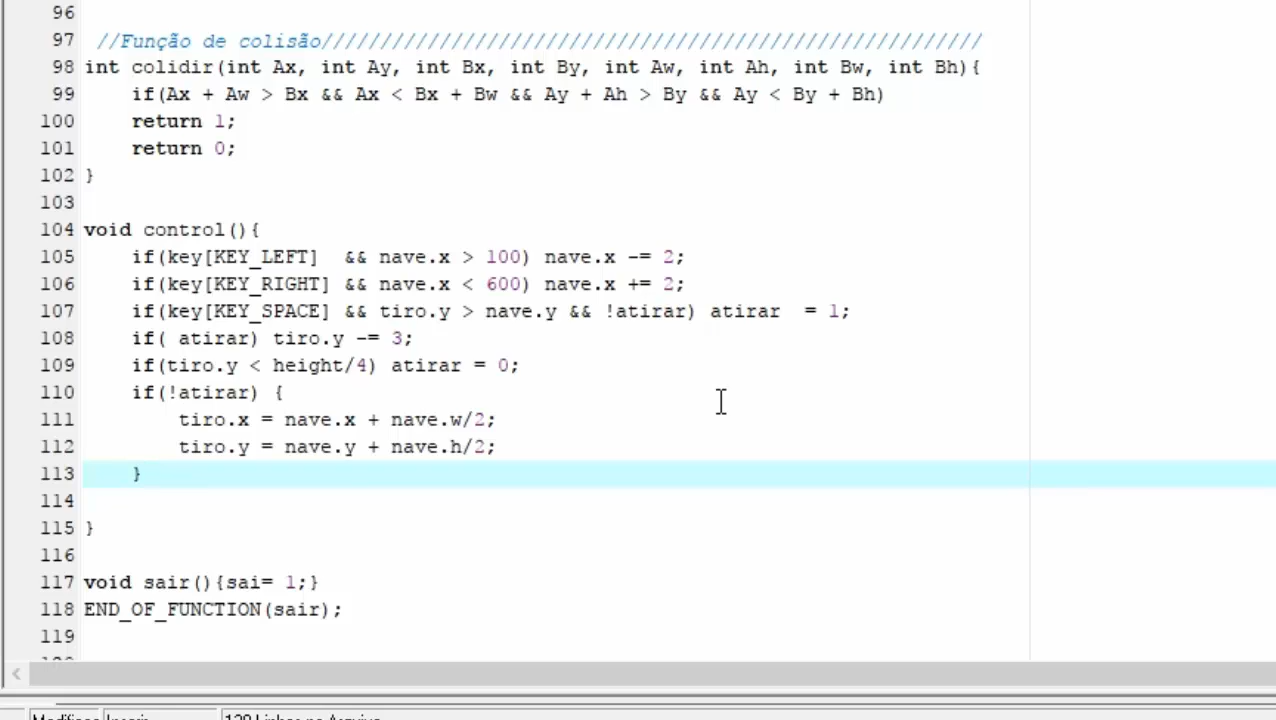 96
97 //Função de colisão////////////////////////////////////////////////////////
98 int colidir(int Ax, int Ay, int Bx, int By, int Aw, int Ah, int Bw, int Bh){
99     if(Ax + Aw > Bx && Ax < Bx + Bw && Ay + Ah > By && Ay < By + Bh)
100     return 1;
101     return 0;
102 }
103
104 void control(){
105     if(key[KEY_LEFT]  && nave.x > 100) nave.x -= 2;
106     if(key[KEY_RIGHT] && nave.x < 600) nave.x += 2;
107     if(key[KEY_SPACE] && tiro.y > nave.y && !atirar) atirar  = 1;
108     if( atirar) tiro.y -= 3;
109     if(tiro.y < height/4) atirar = 0;
110     if(!atirar) {
111         tiro.x = nave.x + nave.w/2;
112         tiro.y = nave.y + nave.h/2;
113     }
114
115 }
116
117 void sair(){sai= 1;}
118 END_OF_FUNCTION(sair);
119